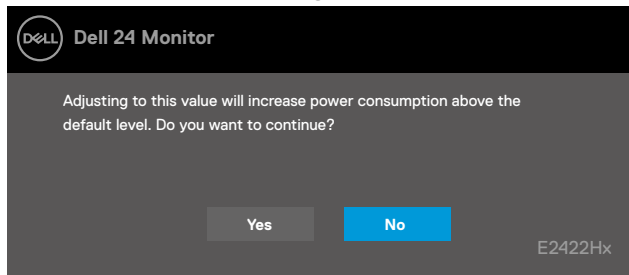 DELL Dell 24 Monitor
Adjusting to this value will increase power consumption above the
default level. Do you want to continue?
Yes No
E2422Hx